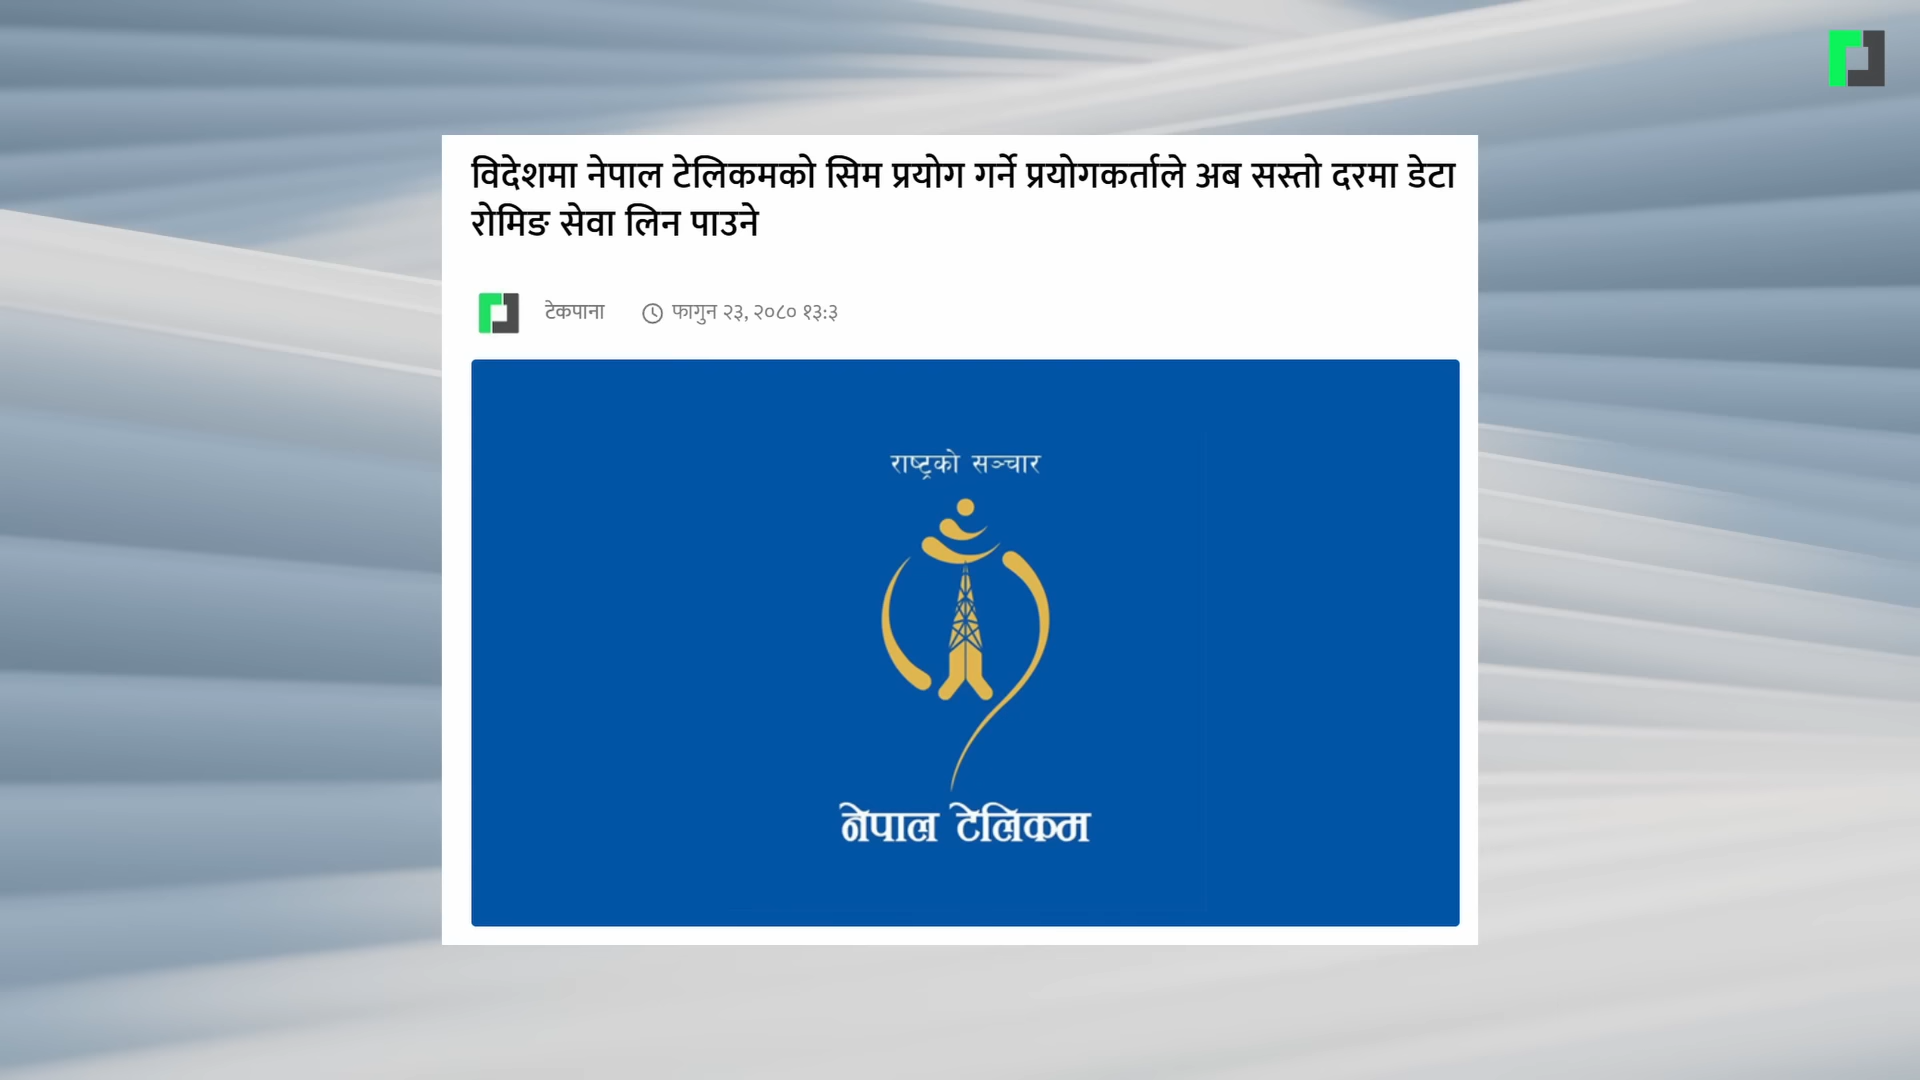 विदेशमा नेपाल टेलिकमको सिम प्रयोग गर्ने प्रयोगकर्ताले अब सस्तो दरमा डेटा
रोमिङ सेवा लिन पाउने
टेकपाना फागुन २३, २०८० १३:३
राष्ट्रको सञ्चार
नेपाल टेलिकम